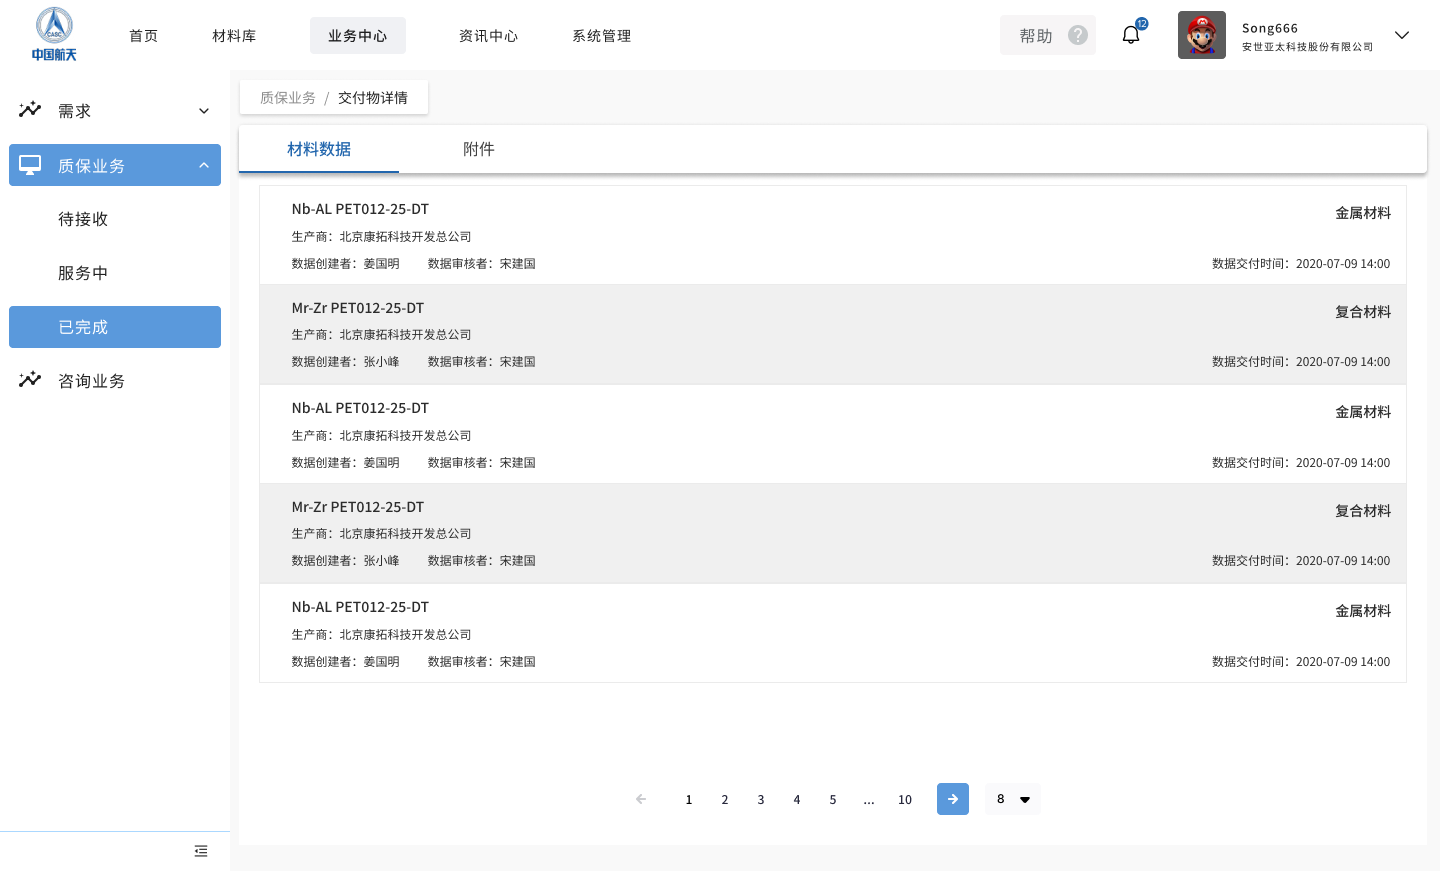 CASC
中国航天
首页
材料库
业务中心
资讯中心
系统管理
帮助
?
12
Song666
安世亚太科技股份有限公司
需求
质保业务
待接收
服务中
已完成
咨询业务
质保业务 / 交付物详情
材料数据
附件
Nb-AL PET012-25-DT
金属材料
生产商：北京康拓科技开发总公司
数据创建者：姜国明 数据审核者：宋建国 数据交付时间：2020-07-09 14:00
Mr-Zr PET012-25-DT
复合材料
生产商：北京康拓科技开发总公司
数据创建者：张小峰 数据审核者：宋建国 数据交付时间：2020-07-09 14:00
Nb-AL PET012-25-DT
金属材料
生产商：北京康拓科技开发总公司
数据创建者：姜国明 数据审核者：宋建国 数据交付时间：2020-07-09 14:00
Mr-Zr PET012-25-DT
复合材料
生产商：北京康拓科技开发总公司
数据创建者：张小峰 数据审核者：宋建国 数据交付时间：2020-07-09 14:00
Nb-AL PET012-25-DT
金属材料
生产商：北京康拓科技开发总公司
数据创建者：姜国明 数据审核者：宋建国 数据交付时间：2020-07-09 14:00
1 2 3 4 5 ... 10 8